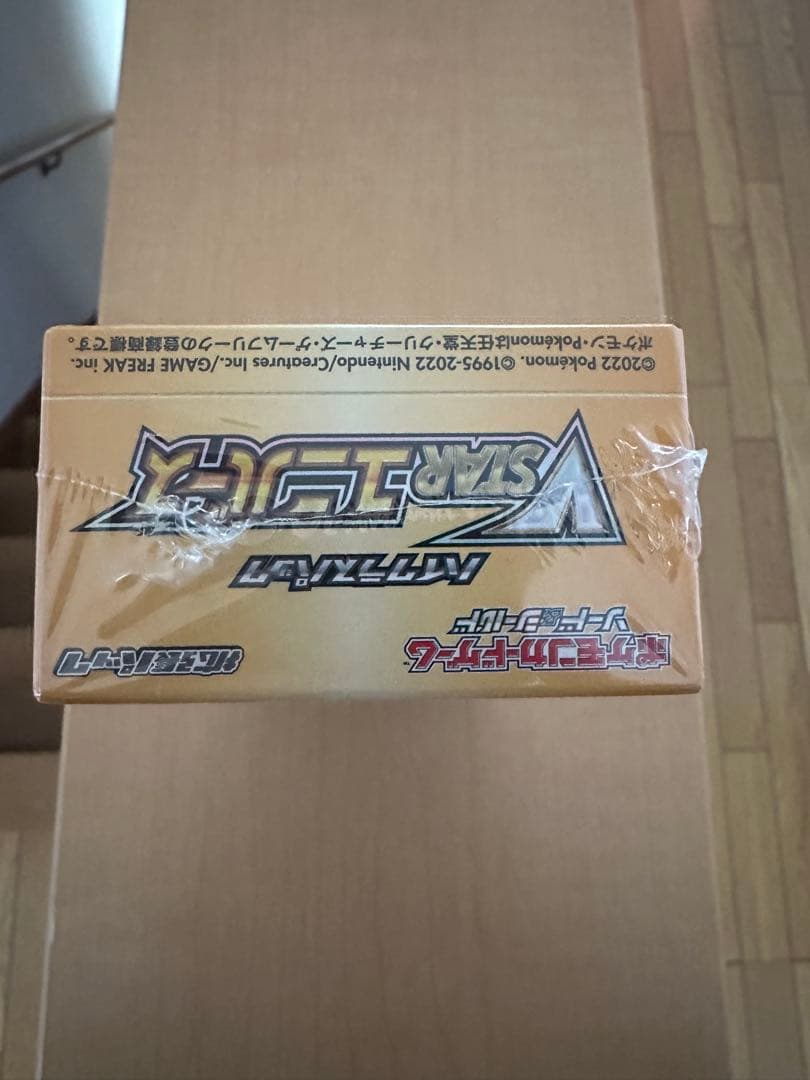 ポケモンカードゲーム™
ソード&シールド
拡張パック
ハイクラスパック
VSTARユニバース
©2022 Pokémon. ©1995-2022 Nintendo/Creatures Inc./GAME FREAK inc.
ポケモン・Pokémonは任天堂・クリーチャーズ・ゲームフリークの登録商標です。